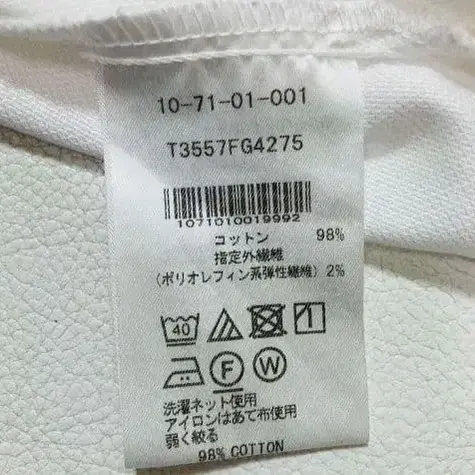 10-71-01-001
T3557FG4275
1071010019992
コットン 98%
指定外繊維
(ポリオレフィン系弾性繊維) 2%
40
F W
洗濯ネット使用
アイロンはあて布使用
弱く絞る
98% COTTON